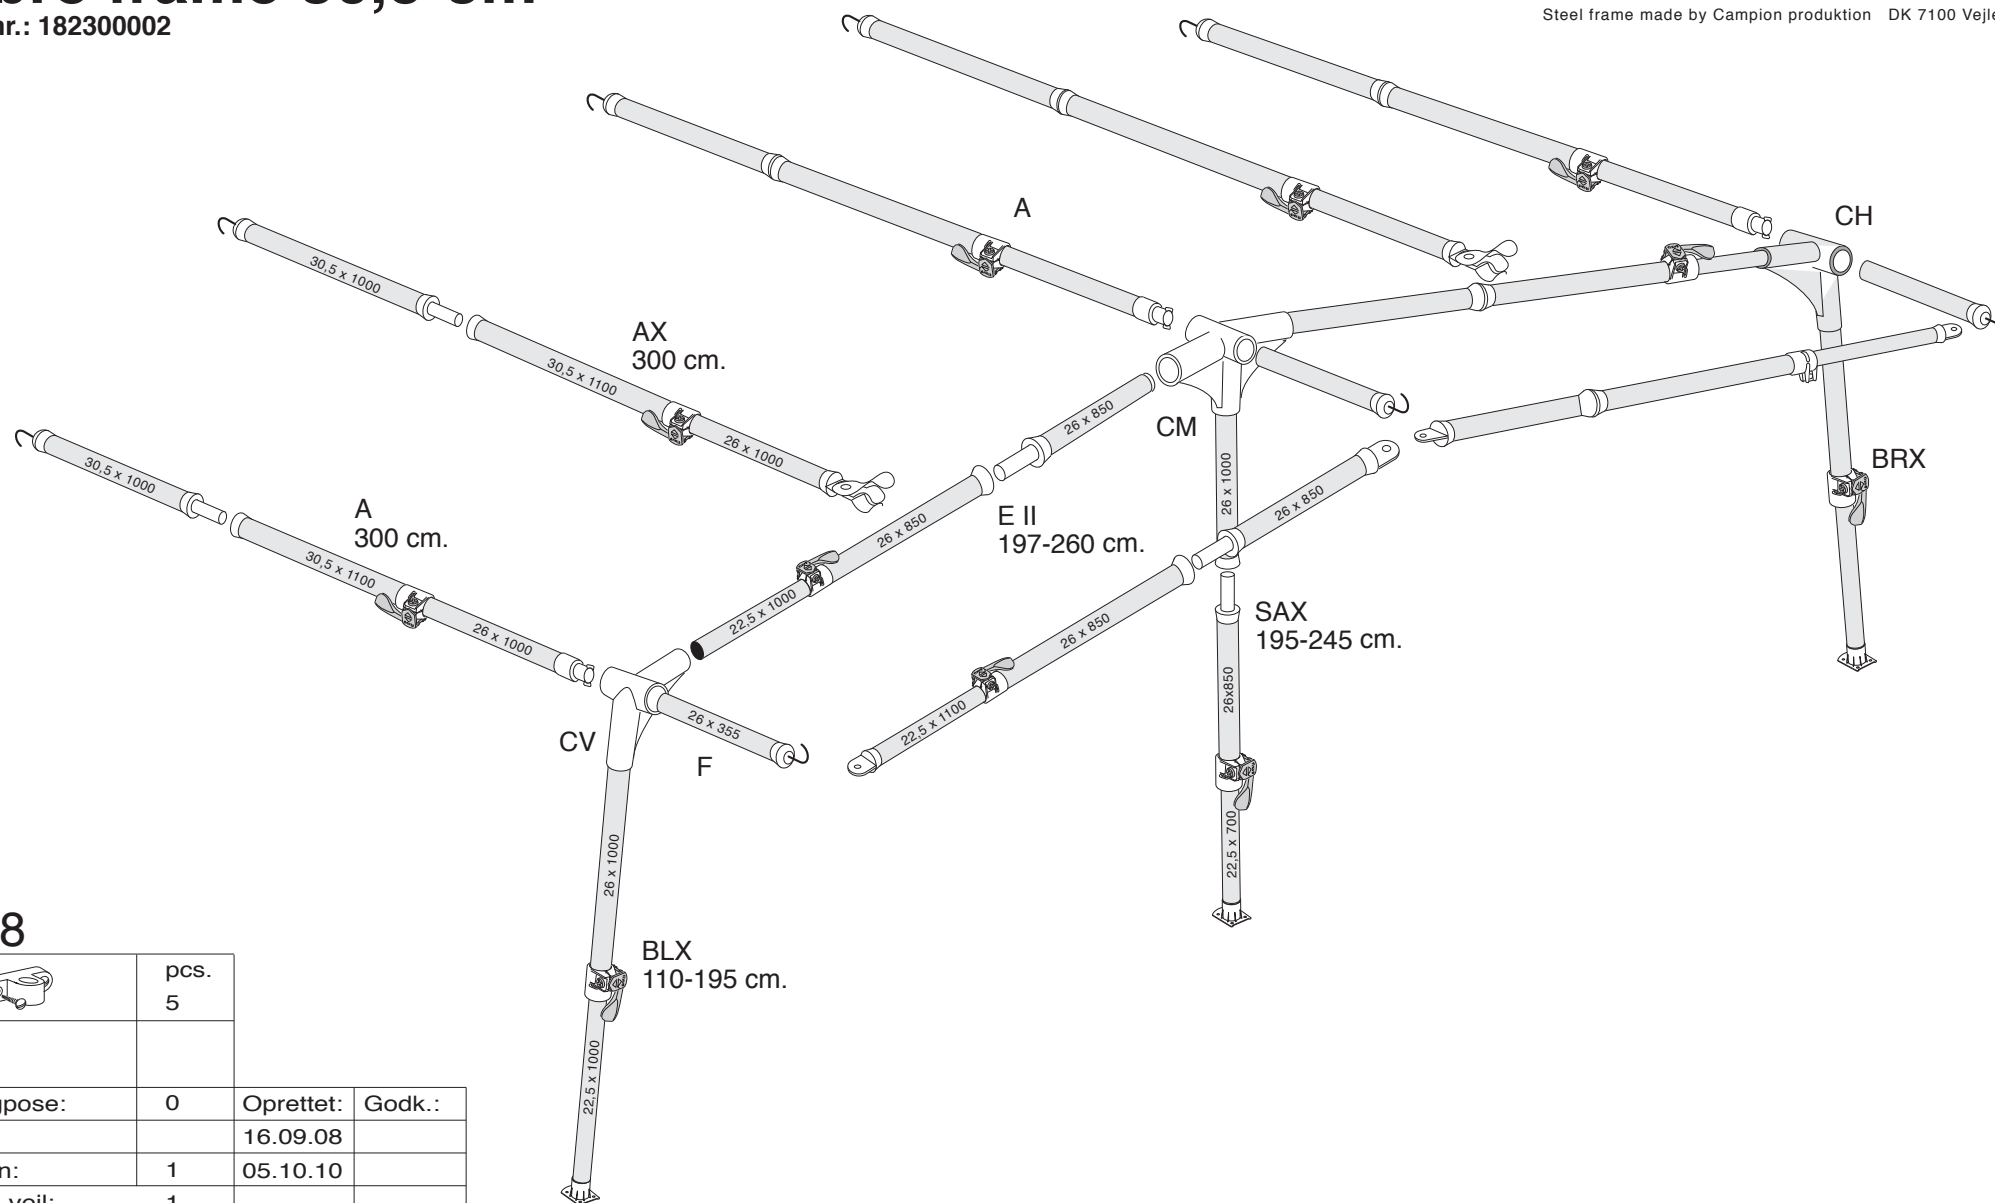 frame
nr.: 182300002
Steel frame made by Campion produktion DK 7100 Vejle
A
CH
30,5 x 1000
AX
300 cm.
30,5 x 1100
26 x 1000
26 x 850
CM
26 x 1000
BRX
30,5 x 1000
A
300 cm.
26 x 850
E II
197-260 cm.
26 x 850
30,5 x 1100
22,5 x 1000
26 x 850
SAX
195-245 cm.
26 x 1000
26x850
22,5 x 1100
26 x 355
CV
F
22,5 x 700
26 x 1000
BLX
110-195 cm.
22,5 x 1000
8
pcs.
5
pose: 0 Oprettet: Godk.:
16.09.08
n: 1 05.10.10
1